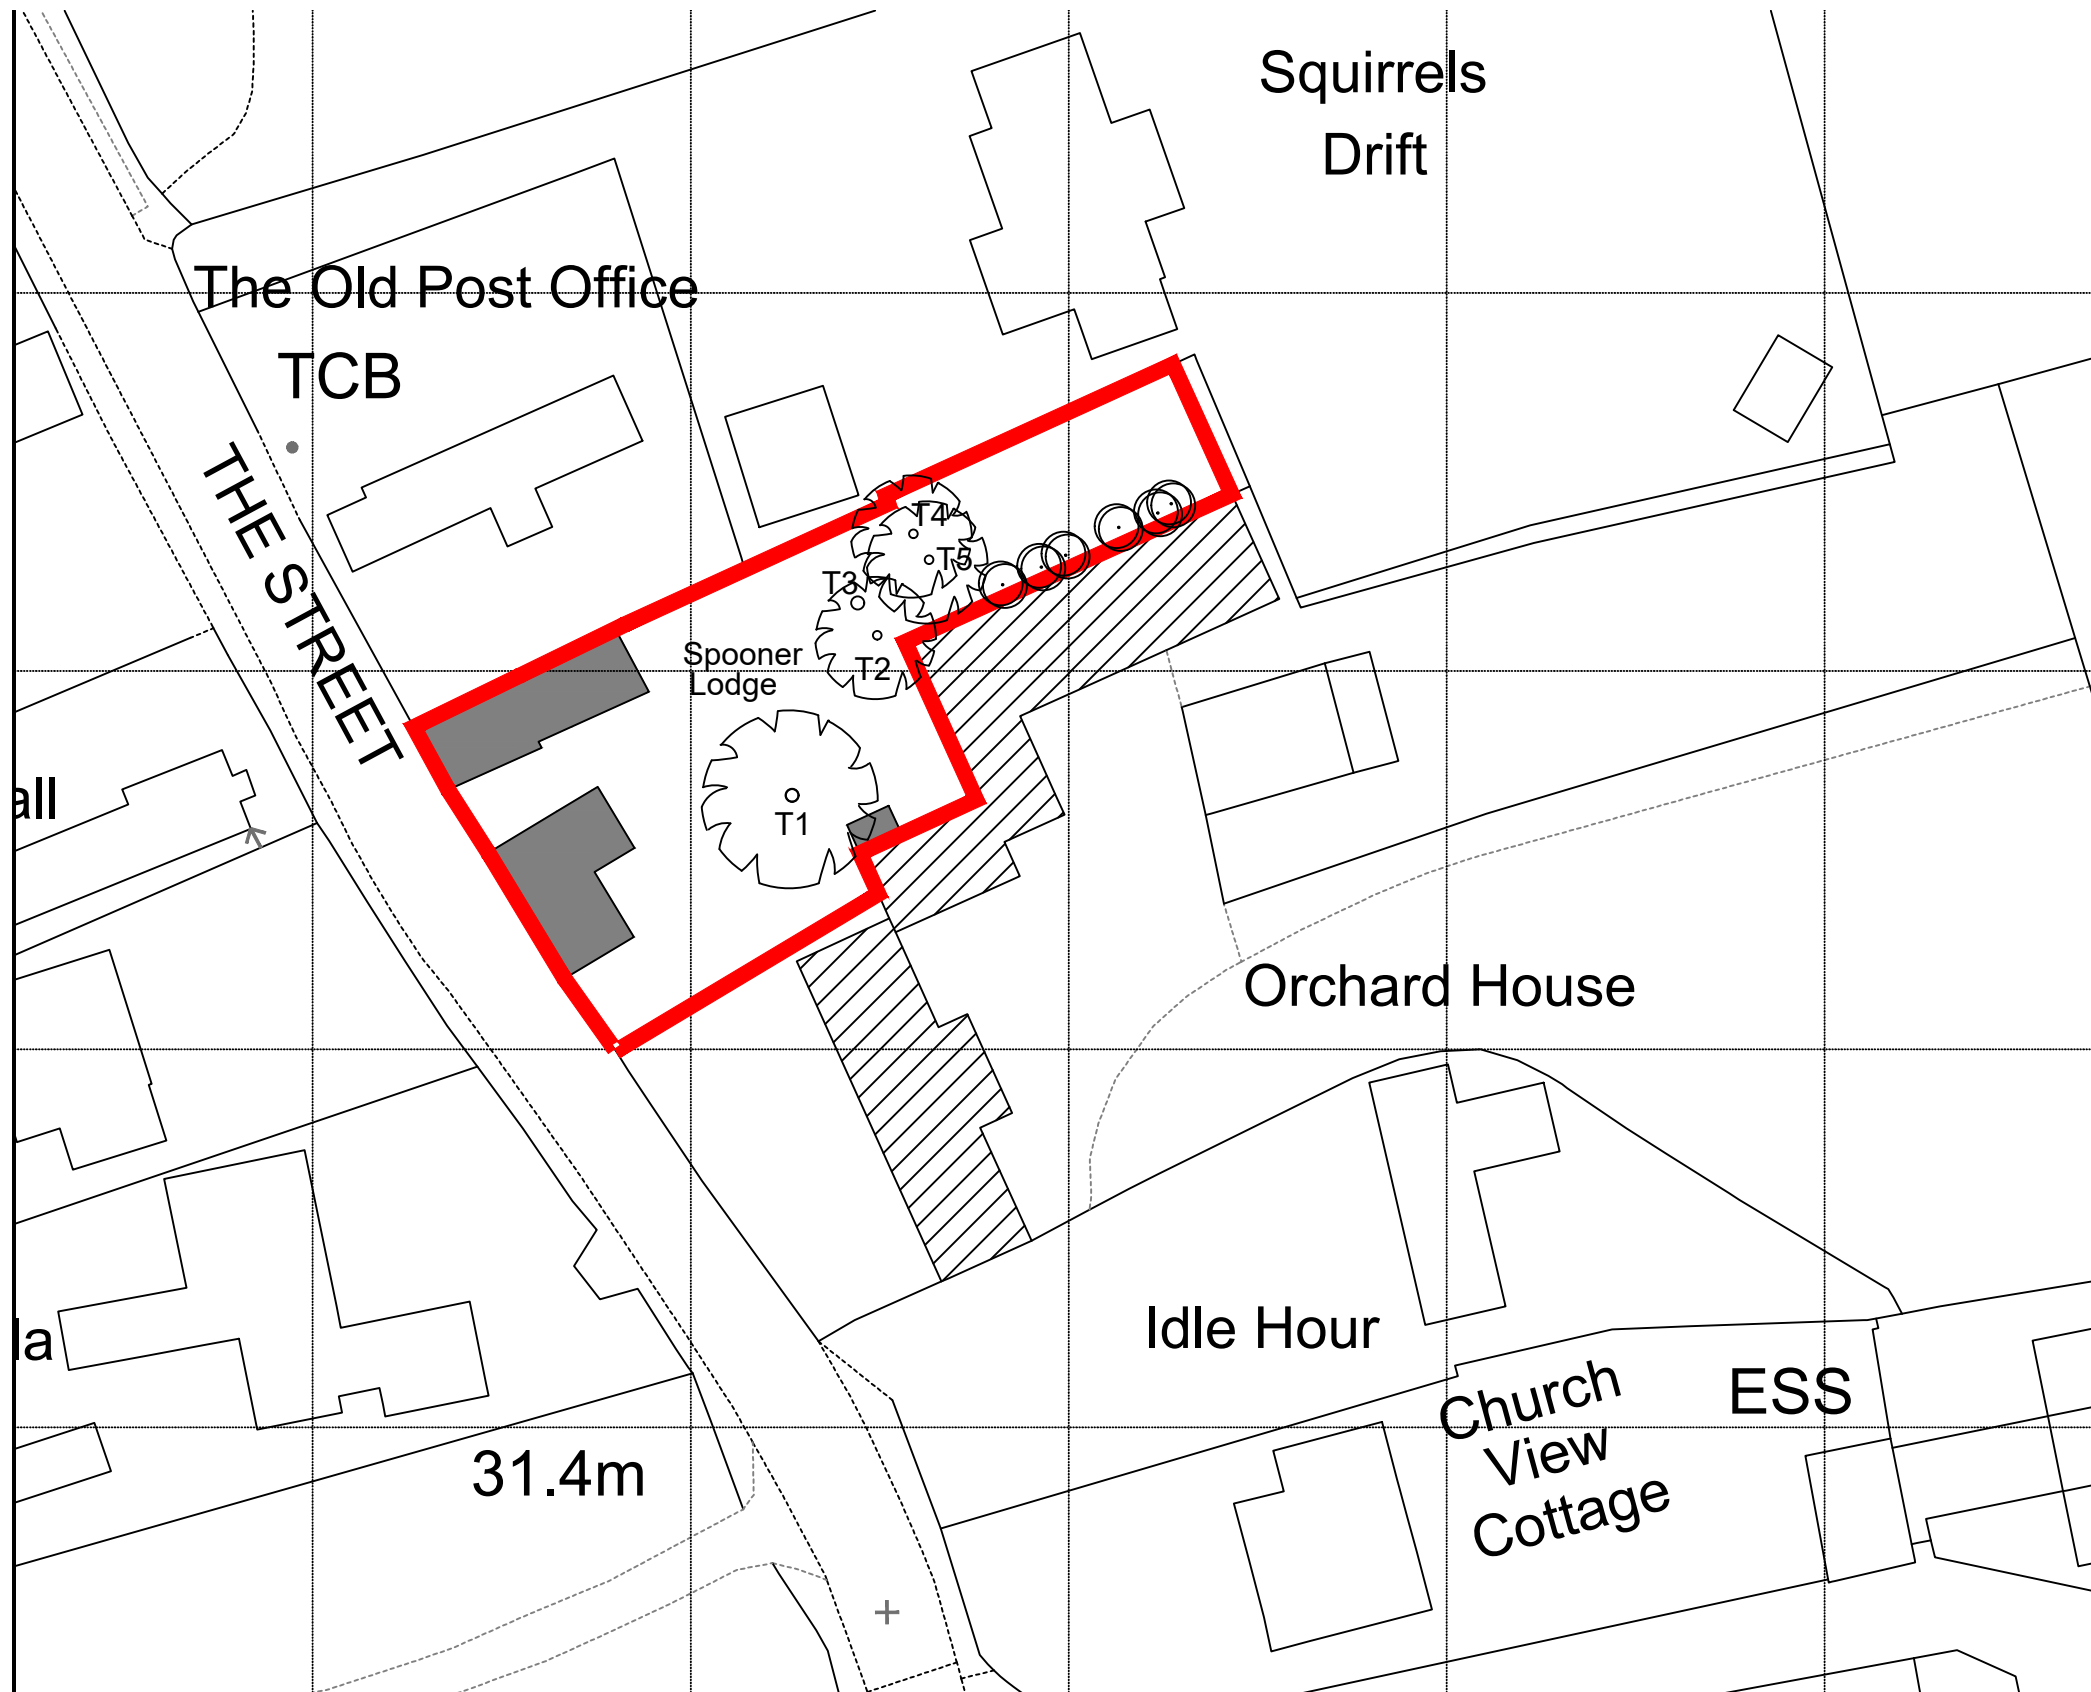 Squirrels
Drift
The Old Post Office
TCB
THE STREET
T4
T5
T3
Spooner
Lodge
T2
all
T1
Orchard House
Idle Hour
la
Church
View
Cottage
ESS
31.4m